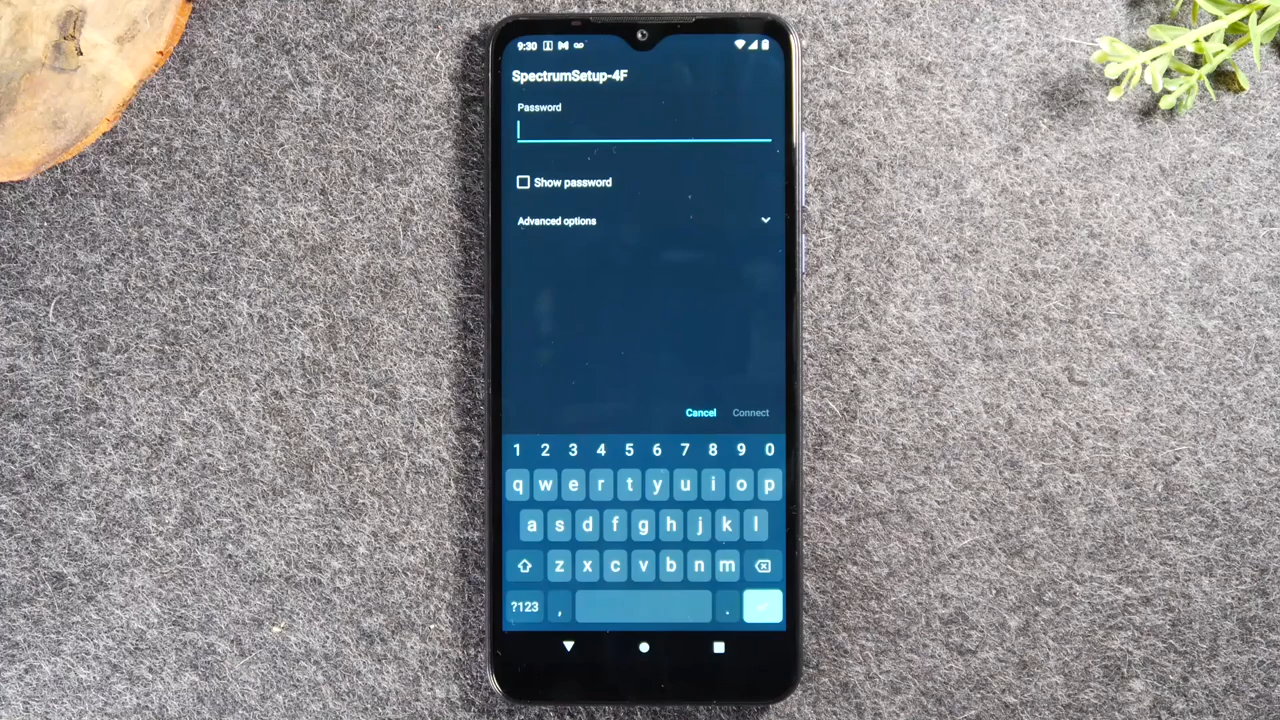 9:30
SpectrumSetup-4F
Password
Show password
Advanced options
Cancel Connect
1 2 3 4 5 6 7 8 9 0
q w e r t y u i o p
a s d f g h j k l
z x c v b n m
?123 , .